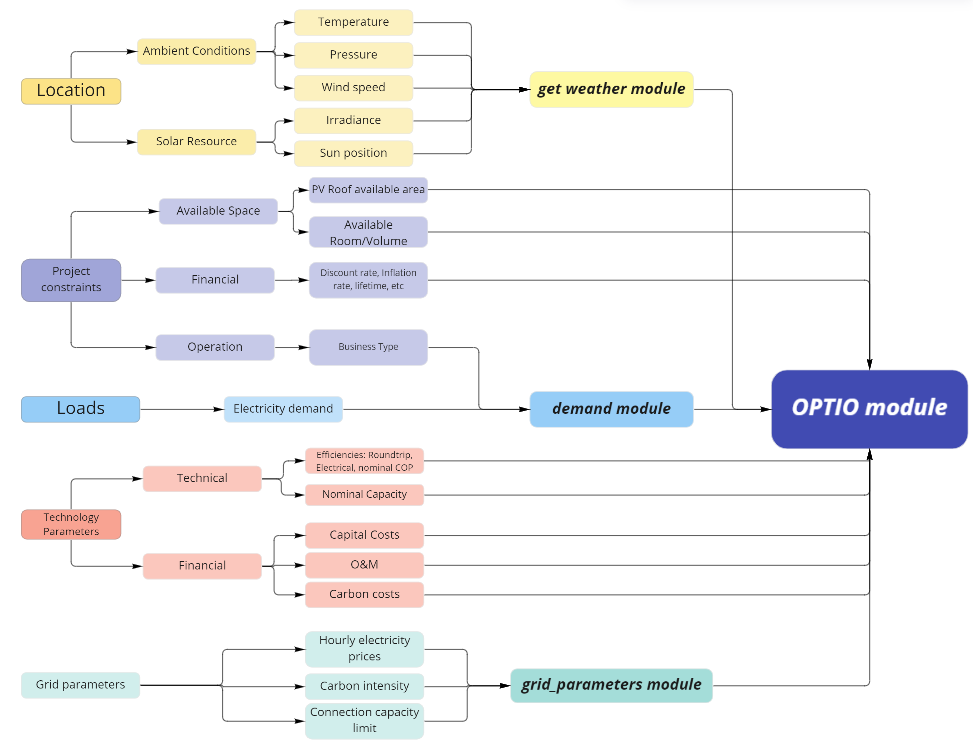 Location
Ambient Conditions
Temperature
Pressure
Wind speed
Solar Resource
Irradiance
Sun position
get weather module
Project
constraints
Available Space
PV Roof available area
Available
Room/Volume
Financial
Discount rate, Inflation
rate, lifetime, etc
Operation
Business Type
Loads
Electricity demand
demand module
OPTIO module
Technology
Parameters
Technical
Efficiencies: Roundtrip,
Electrical, nominal COP
Nominal Capacity
Financial
Capital Costs
O&M
Carbon costs
Grid parameters
Hourly electricity
prices
Carbon intensity
Connection capacity
limit
grid_parameters module